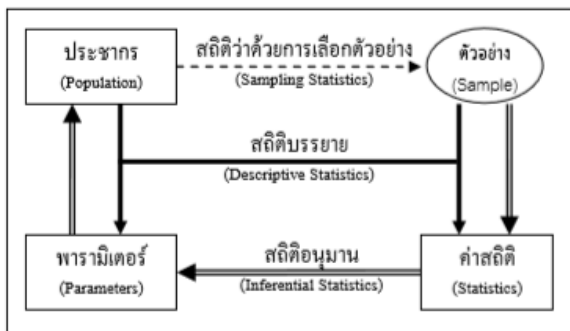 ประชากร
(Population)
สถิติว่าด้วยการเลือกตัวอย่าง
(Sampling Statistics)
ตัวอย่าง
(Sample)
สถิติบรรยาย
(Descriptive Statistics)
พารามิเตอร์
(Parameters)
สถิติอนุมาน
(Inferential Statistics)
ค่าสถิติ
(Statistics)